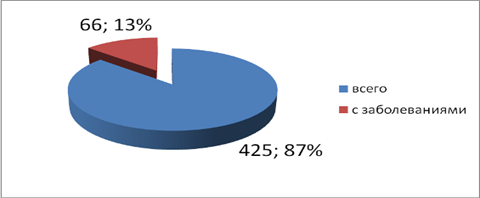 66; 13%
всего
с заболеваниями
425; 87%